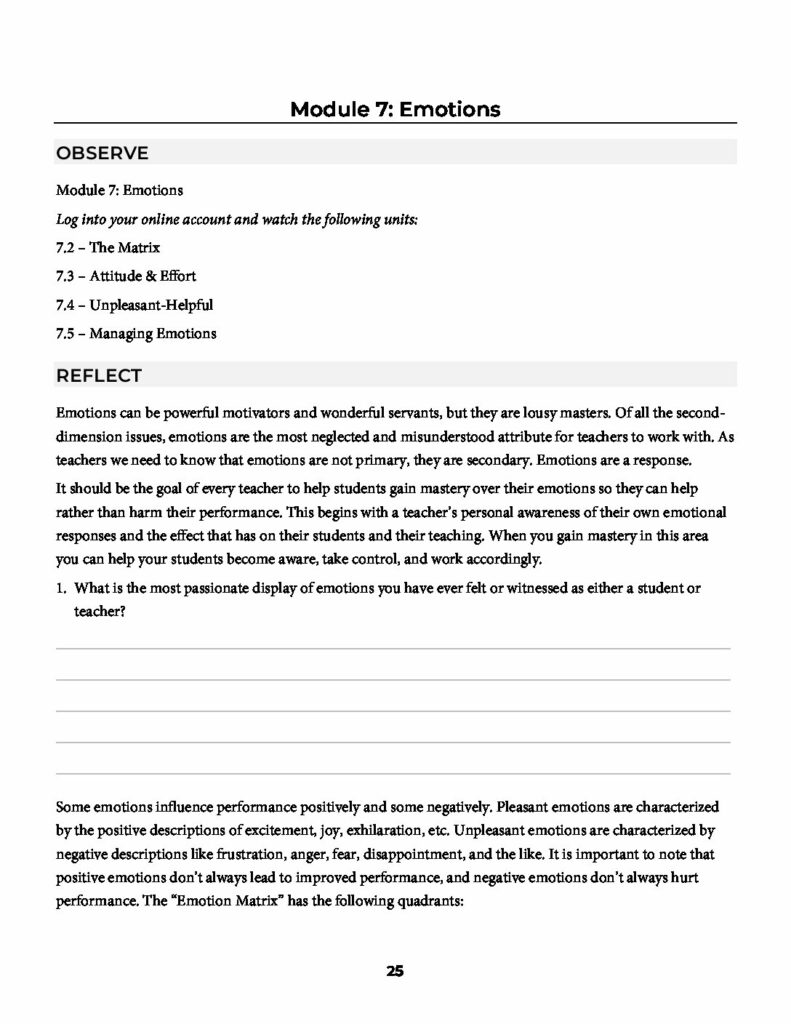 Module 7: Emotions
OBSERVE
Module 7: Emotions
Log into your online account and watch the following units:
7.2 – The Matrix
7.3 – Attitude & Effort
7.4 – Unpleasant-Helpful
7.5 – Managing Emotions
REFLECT
Emotions can be powerful motivators and wonderful servants, but they are lousy masters. Of all the second-
dimension issues, emotions are the most neglected and misunderstood attribute for teachers to work with. As
teachers we need to know that emotions are not primary, they are secondary. Emotions are a response.
It should be the goal of every teacher to help students gain mastery over their emotions so they can help
rather than harm their performance. This begins with a teacher’s personal awareness of their own emotional
responses and the effect that has on their students and their teaching. When you gain mastery in this area
you can help your students become aware, take control, and work accordingly.
1. What is the most passionate display of emotions you have ever felt or witnessed as either a student or
teacher?
Some emotions influence performance positively and some negatively. Pleasant emotions are characterized
by the positive descriptions of excitement, joy, exhilaration, etc. Unpleasant emotions are characterized by
negative descriptions like frustration, anger, fear, disappointment, and the like. It is important to note that
positive emotions don’t always lead to improved performance, and negative emotions don’t always hurt
performance. The “Emotion Matrix” has the following quadrants:
25